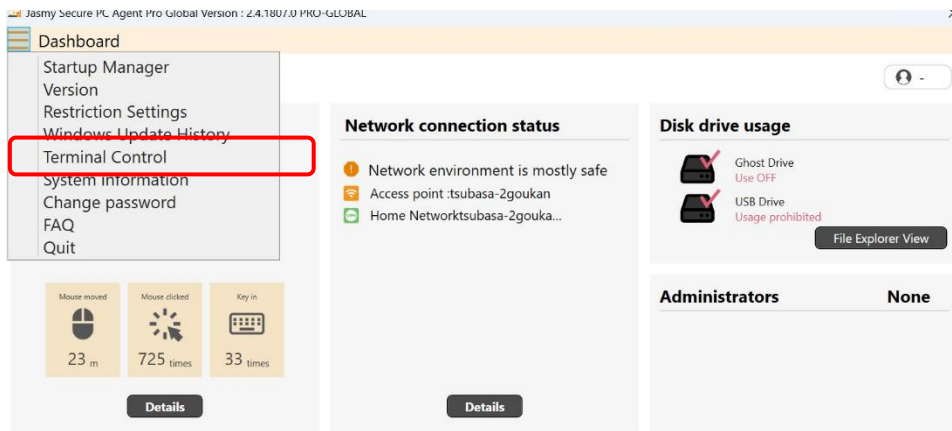 Jasmy Secure PC Agent Pro Global Version : 2.4.1807.0 PRO-GLOBAL
Dashboard
Startup Manager
Version
Restriction Settings
Windows Update History
Terminal Control
System Information
Change password
FAQ
Quit
-
Mouse moved
23 m
Mouse clicked
725 times
Key in
33 times
Details
Network connection status
Network environment is mostly safe
Access point :tsubasa-2goukan
Home Networktsubasa-2gouka...
Details
Disk drive usage
Ghost Drive
Use OFF
USB Drive
Usage prohibited
File Explorer View
Administrators None